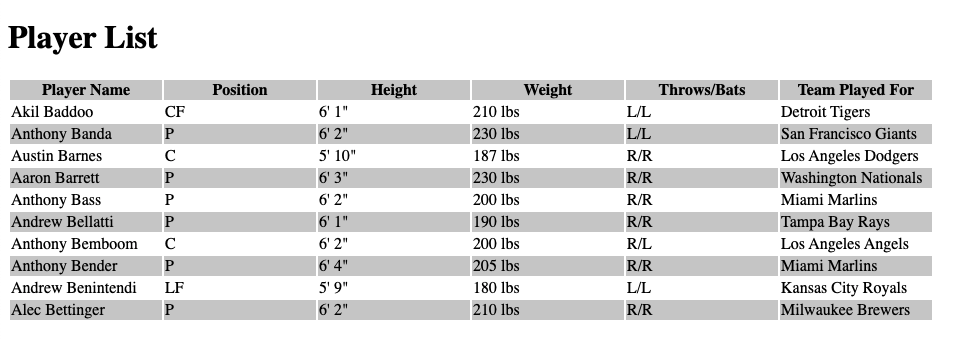 Player List
Player Name Position Height Weight Throws/Bats Team Played For
Akil Baddoo CF 6' 1" 210 lbs L/L Detroit Tigers
Anthony Banda P 6' 2" 230 lbs L/L San Francisco Giants
Austin Barnes C 5' 10" 187 lbs R/R Los Angeles Dodgers
Aaron Barrett P 6' 3" 230 lbs R/R Washington Nationals
Anthony Bass P 6' 2" 200 lbs R/R Miami Marlins
Andrew Bellatti P 6' 1" 190 lbs R/R Tampa Bay Rays
Anthony Bemboom C 6' 2" 200 lbs R/L Los Angeles Angels
Anthony Bender P 6' 4" 205 lbs R/R Miami Marlins
Andrew Benintendi LF 5' 9" 180 lbs L/L Kansas City Royals
Alec Bettinger P 6' 2" 210 lbs R/R Milwaukee Brewers